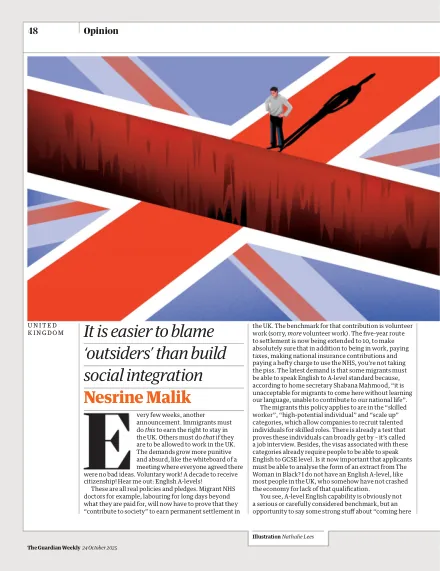 48
Opinion
UNITED
KINGDOM
It is easier to blame
‘outsiders’ than build
social integration
Nesrine Malik
Every few weeks, another
announcement. Immigrants must
do this to earn the right to stay in
the UK. Others must do that if they
are to be allowed to work in the UK.
The demands grow more punitive
and absurd, like the whiteboard of a
meeting where everyone agreed there
were no bad ideas. Voluntary work! A decade to receive
citizenship! Hear me out: English A-levels!
These are all real policies and pledges. Migrant NHS
doctors for example, labouring for long days beyond
what they are paid for, will now have to prove that they
“contribute to society” to earn permanent settlement in
the UK. The benchmark for that contribution is volunteer
work (sorry, more volunteer work). The five-year route
to settlement is now being extended to 10, to make
absolutely sure that in addition to being in work, paying
taxes, making national insurance contributions and
paying a hefty charge to use the NHS, you’re not taking
the piss. The latest demand is that some migrants must
be able to speak English to A-level standard because,
according to home secretary Shabana Mahmood, “it is
unacceptable for migrants to come here without learning
our language, unable to contribute to our national life”.
The migrants this policy applies to are in the “skilled
worker”, “high-potential individual” and “scale up”
categories, which allow companies to recruit talented
individuals for skilled roles. There is already a test that
proves these individuals can broadly get by – it’s called
a job interview. Besides, the visas associated with these
categories already require people to be able to speak
English to GCSE level. Is it now important that applicants
must be able to analyse the form of an extract from The
Woman in Black? I do not have an English A-level, like
most people in the UK, who somehow have not crashed
the economy for lack of that qualification.
You see, A-level English capability is obviously not
a serious or carefully considered benchmark, but an
opportunity to say some strong stuff about “coming here
Illustration Nathalie Lees
The Guardian Weekly 24 October 2025